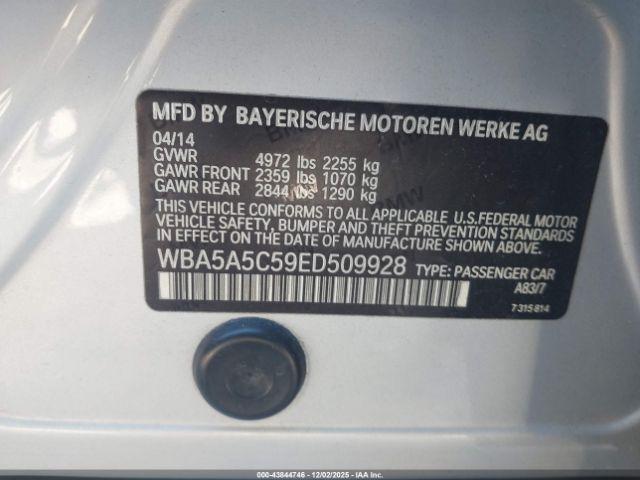 MFD BY BAYERISCHE MOTOREN WERKE AG
04/14
GVWR 4972 lbs 2255 kg
GAWR FRONT 2359 lbs 1070 kg
GAWR REAR 2844 lbs 1290 kg
THIS VEHICLE CONFORMS TO ALL APPLICABLE U.S.FEDERAL MOTOR
VEHICLE SAFETY, BUMPER AND THEFT PREVENTION STANDARDS
IN EFFECT ON THE DATE OF MANUFACTURE SHOWN ABOVE.
WBA5A5C59ED509928 TYPE: PASSENGER CAR
A83/7
7315814
000-43844746 - 12/02/2025 - IAA Inc.